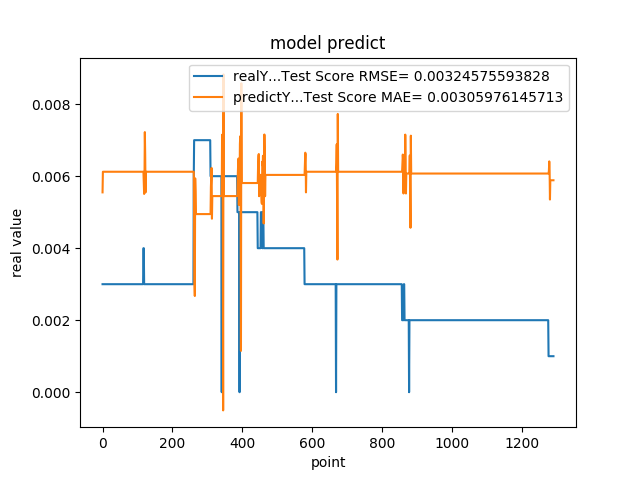 model predict
realY...Test Score RMSE= 0.00324575593828
predictY...Test Score MAE= 0.00305976145713
0.008
0.006
0.004
0.002
0.000
real value
0 200 400 600 800 1000 1200
point